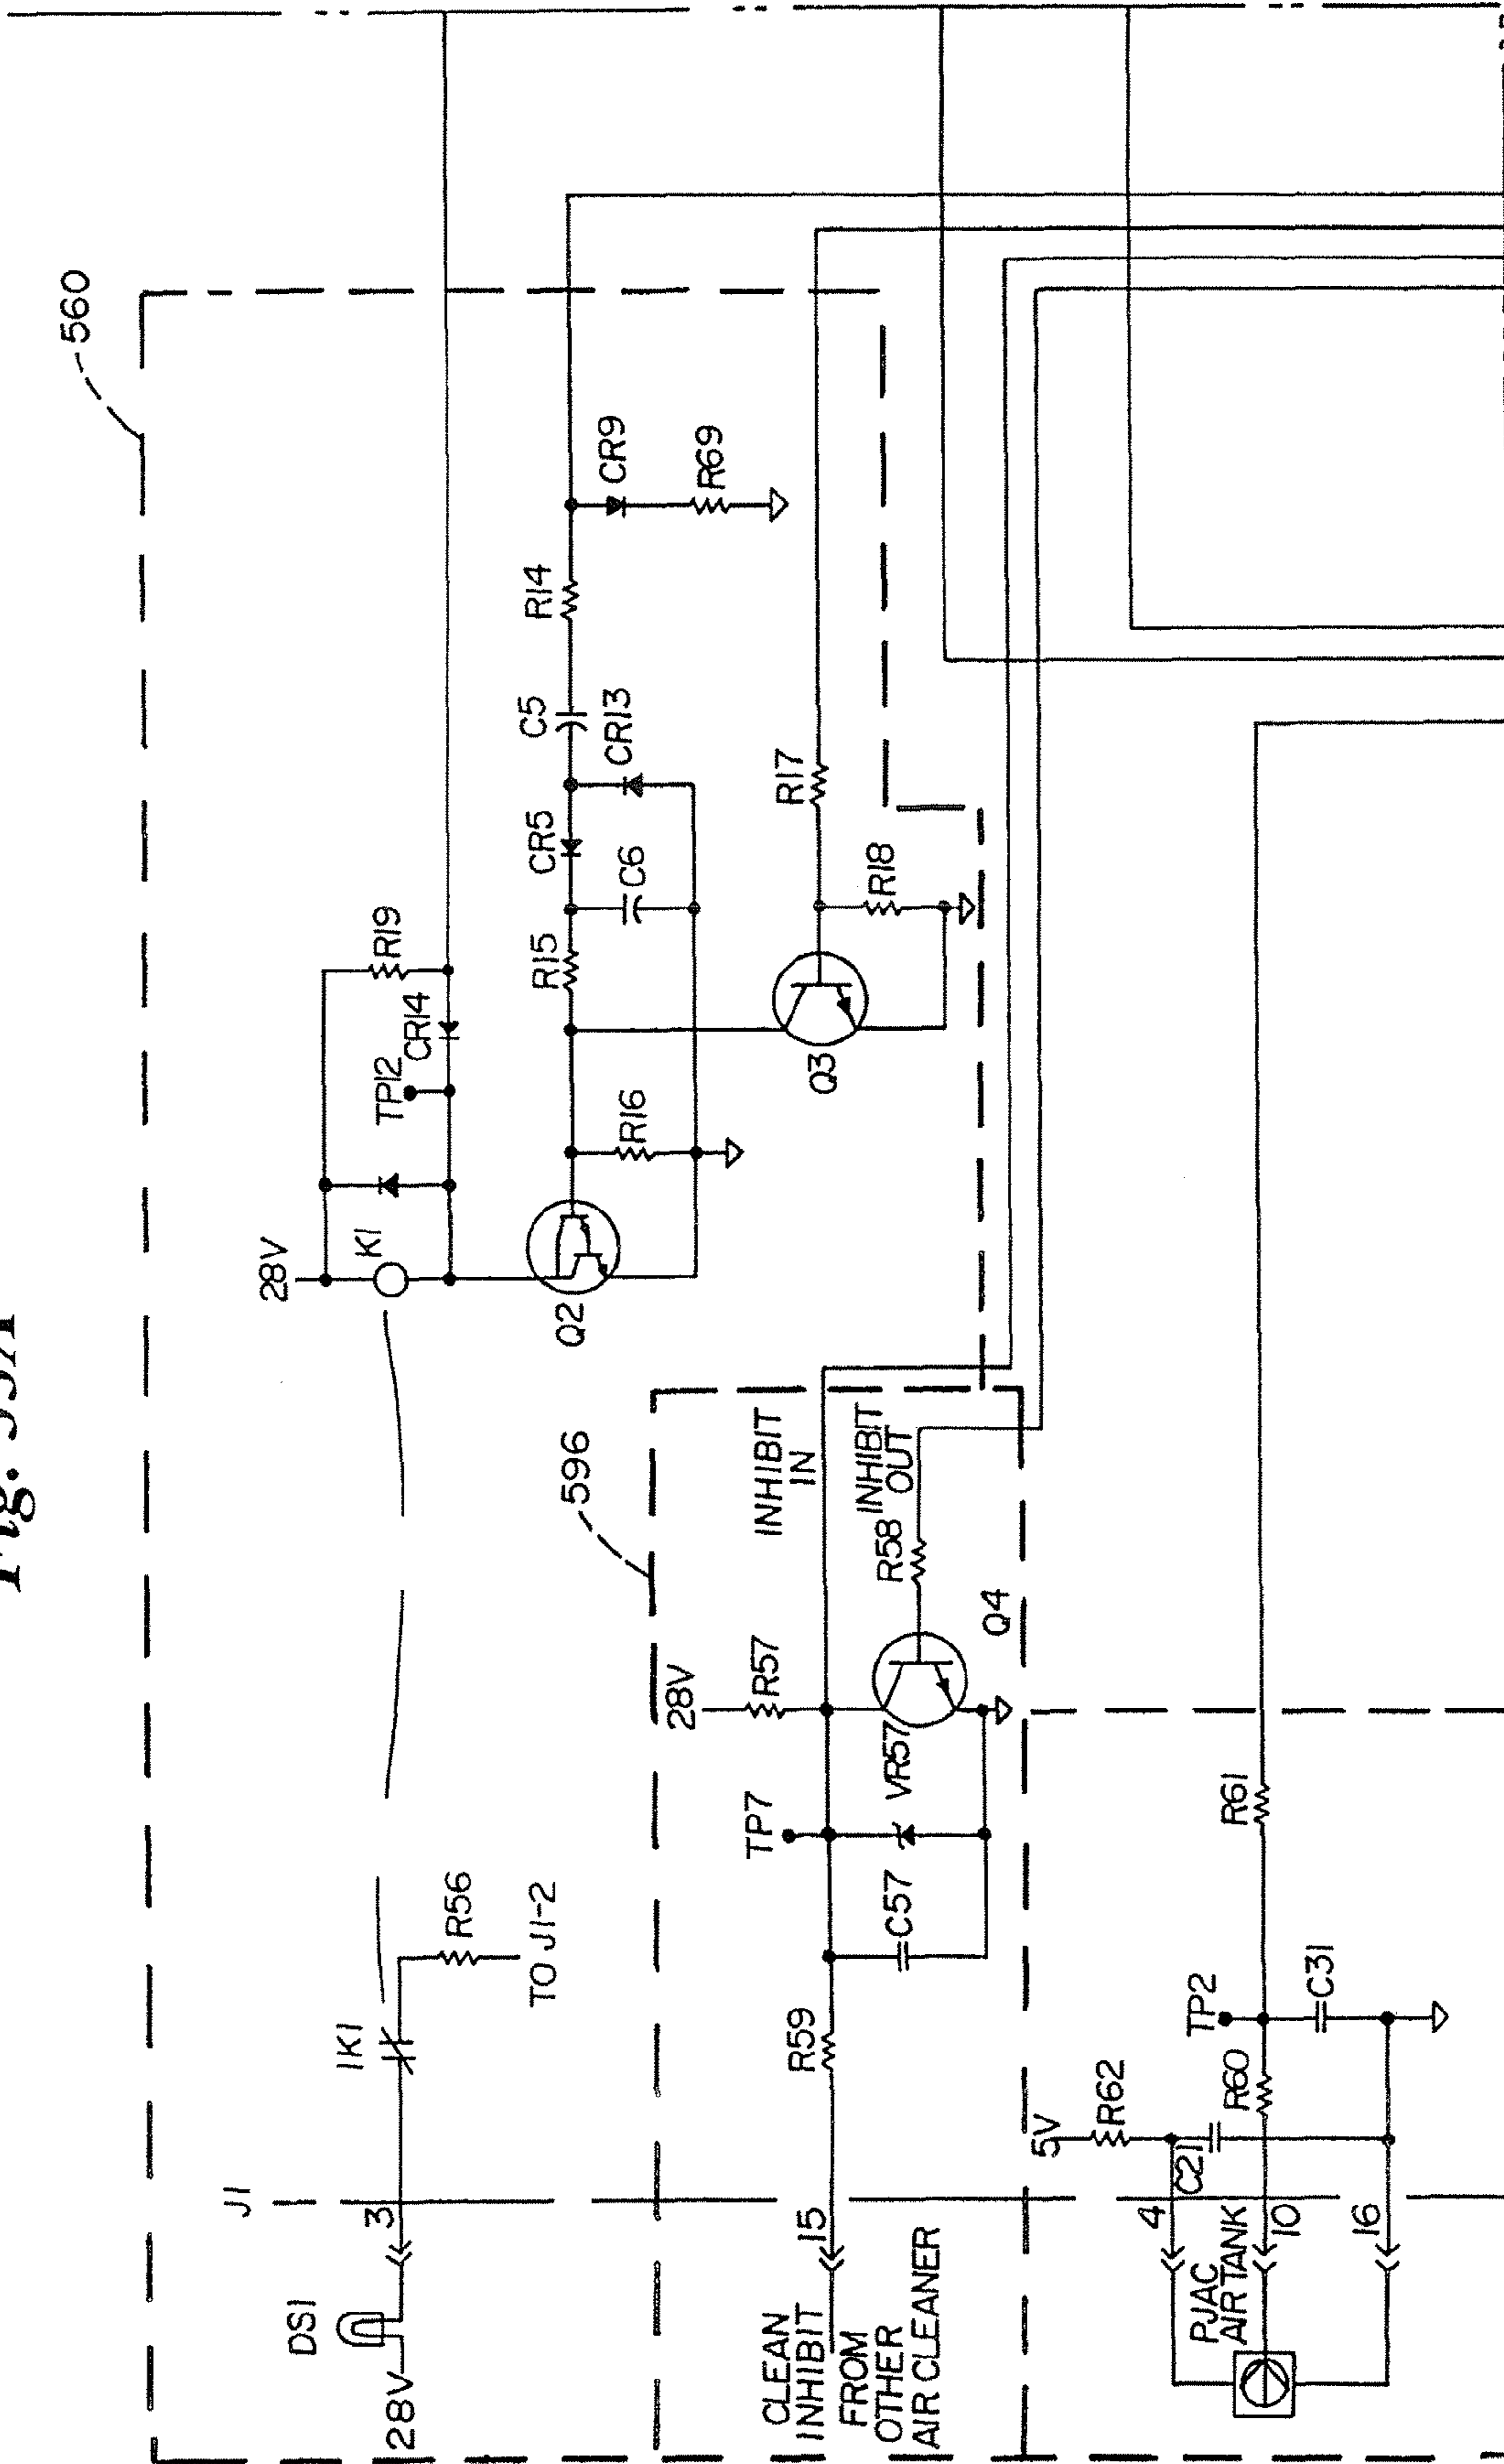 Fig. 33A
560
28V
K1
TP12
CR14
R19
Q2
R16
R15
C6
CR5
CR13
C5
R14
CR9
R69
Q3
R18
R17
J1
DS1
28V
3
1K1
R56
TO J1-2
596
INHIBIT
IN
INHIBIT
OUT
28V
R57
R58
Q4
VR57
TP7
C57
R59
15
CLEAN
INHIBIT
FROM
OTHER
AIR CLEANER
R61
TP2
C31
R60
R62
5V
C21
4
10
16
PJAC
AIR TANK